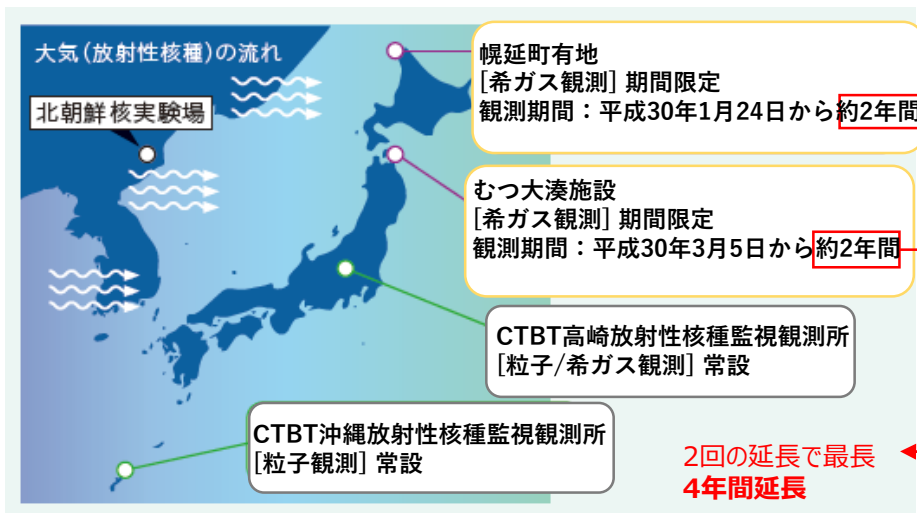 大気(放射性核種)の流れ
北朝鮮核実験場
幌延町有地
[希ガス観測] 期間限定
観測期間：平成30年1月24日から約2年間
むつ大湊施設
[希ガス観測] 期間限定
観測期間：平成30年3月5日から約2年間
CTBT高崎放射性核種監視観測所
[粒子/希ガス観測] 常設
CTBT沖縄放射性核種監視観測所
[粒子観測] 常設
2回の延長で最長
4年間延長